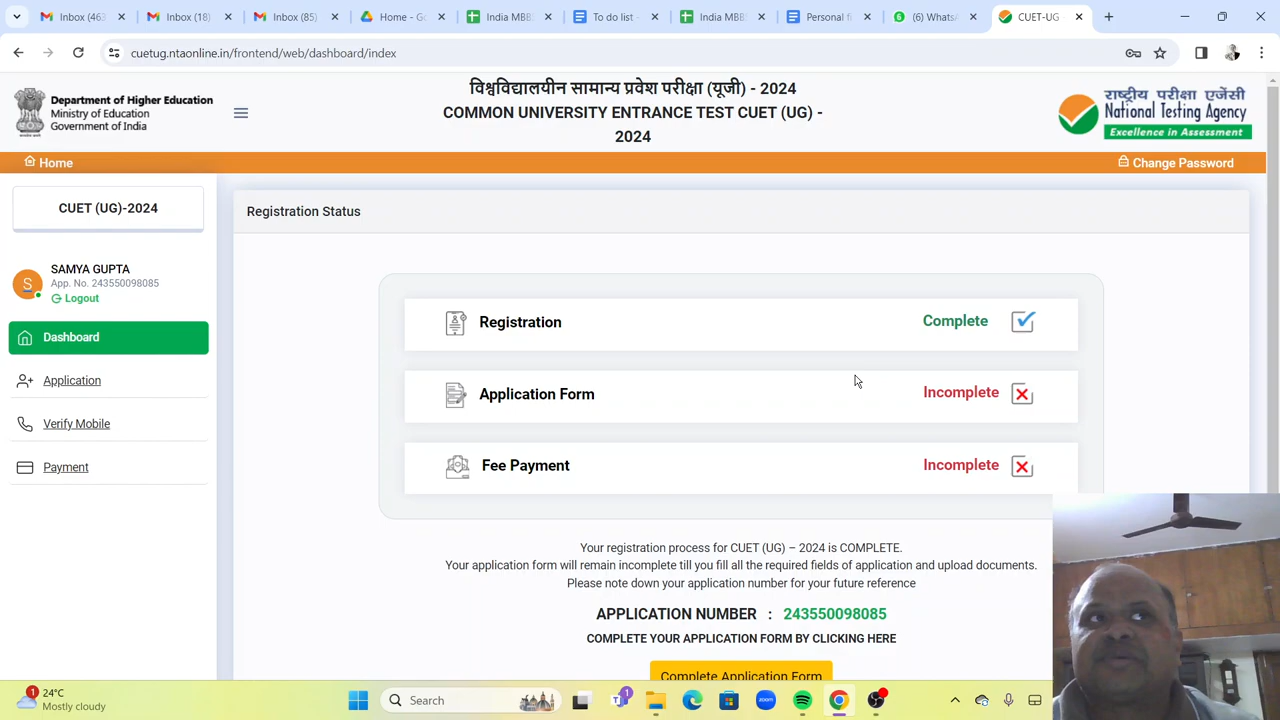 Inbox (463
Inbox (18)
Inbox (85)
Home - Go
India MBB
To do list -
India MBB
Personal fi
(6) Whats
CUET-UG
cuetug.ntaonline.in/frontend/web/dashboard/index
Department of Higher Education
Ministry of Education
Government of India
विश्वविद्यालयीन सामान्य प्रवेश परीक्षा (यूजी) - 2024
COMMON UNIVERSITY ENTRANCE TEST CUET (UG) -
2024
राष्ट्रीय परीक्षा एजेंसी
National Testing Agency
Excellence in Assessment
Home
Change Password
CUET (UG)-2024
SAMYA GUPTA
App. No. 243550098085
Logout
S
Dashboard
Application
Verify Mobile
Payment
Registration Status
Registration Complete
Application Form Incomplete
Fee Payment Incomplete
Your registration process for CUET (UG) – 2024 is COMPLETE.
Your application form will remain incomplete till you fill all the required fields of application and upload documents.
Please note down your application number for your future reference
APPLICATION NUMBER : 243550098085
COMPLETE YOUR APPLICATION FORM BY CLICKING HERE
Complete Application Form
1
24°C
Mostly cloudy
Search
1
zoom